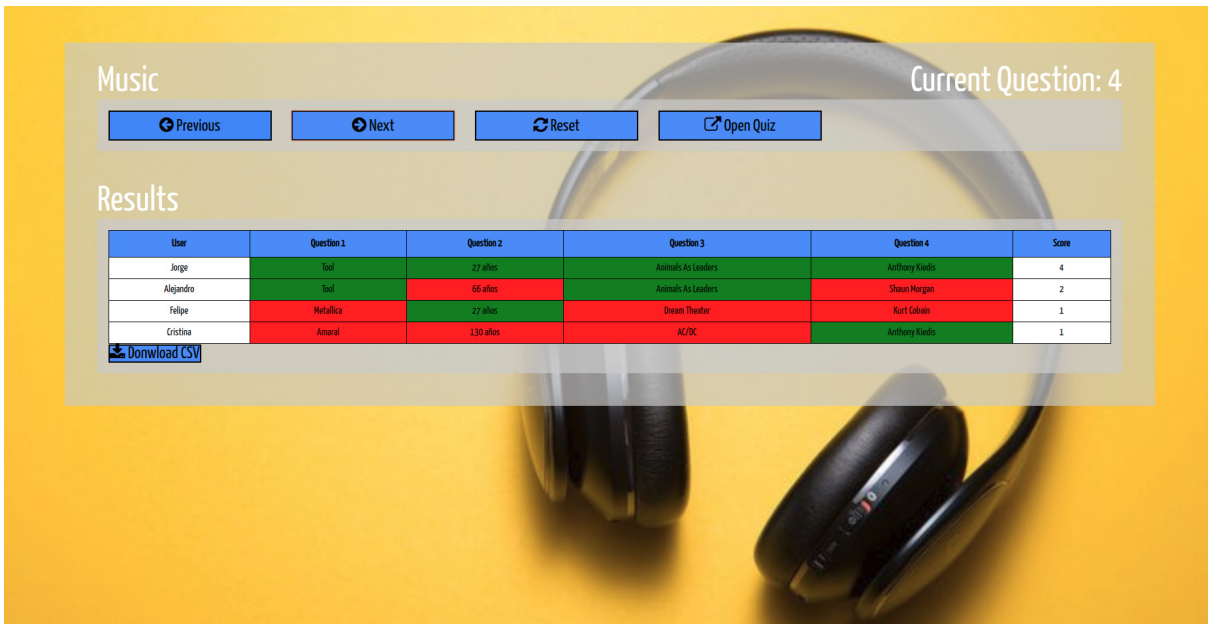 Music Current Question: 4
Previous Next Reset Open Quiz
Results
User Question 1 Question 2 Question 3 Question 4 Score
Jorge Tool 27 años Animals As Leaders Anthony Kiedis 4
Alejandro Tool 66 años Animals As Leaders Shaun Morgan 2
Felipe Metallica 27 años Dream Theater Kurt Cobain 1
Cristina Amaral 130 años AC/DC Anthony Kiedis 1
Donwload CSV